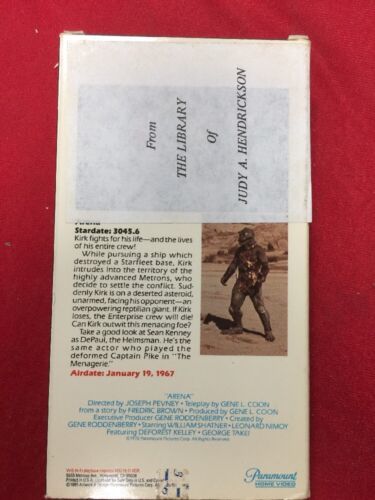 From
THE LIBRARY
Of
JUDY A. HENDRICKSON
Arena
Stardate: 3045.6
Kirk fights for his life—and the lives
of his entire crew!
While pursuing a ship which
destroyed a Starfleet base, Kirk
intrudes into the territory of the
highly advanced Metrons, who
decide to settle the conflict. Sud-
denly Kirk is on a deserted asteroid,
unarmed, facing his opponent—an
overpowering reptilian giant. If Kirk
loses, the Enterprise crew will die!
Can Kirk outwit this menacing foe?
Take a good look at Sean Kenney
as DePaul, the Helmsman. He's the
same actor who played the
deformed Captain Pike in "The
Menagerie."
Airdate: January 19, 1967
"ARENA"
Directed by JOSEPH PEVNEY • Teleplay by GENE L. COON
from a story by FREDRIC BROWN • Produced by GENE L. COON
Executive Producer GENE RODDENBERRY • Created by
GENE RODDENBERRY • Starring WILLIAM SHATNER • LEONARD NIMOY
Featuring DEFOREST KELLEY • GEORGE TAKEI
Paramount Pictures Corp. All Rights Reserved.
Paramount
HOME VIDEO